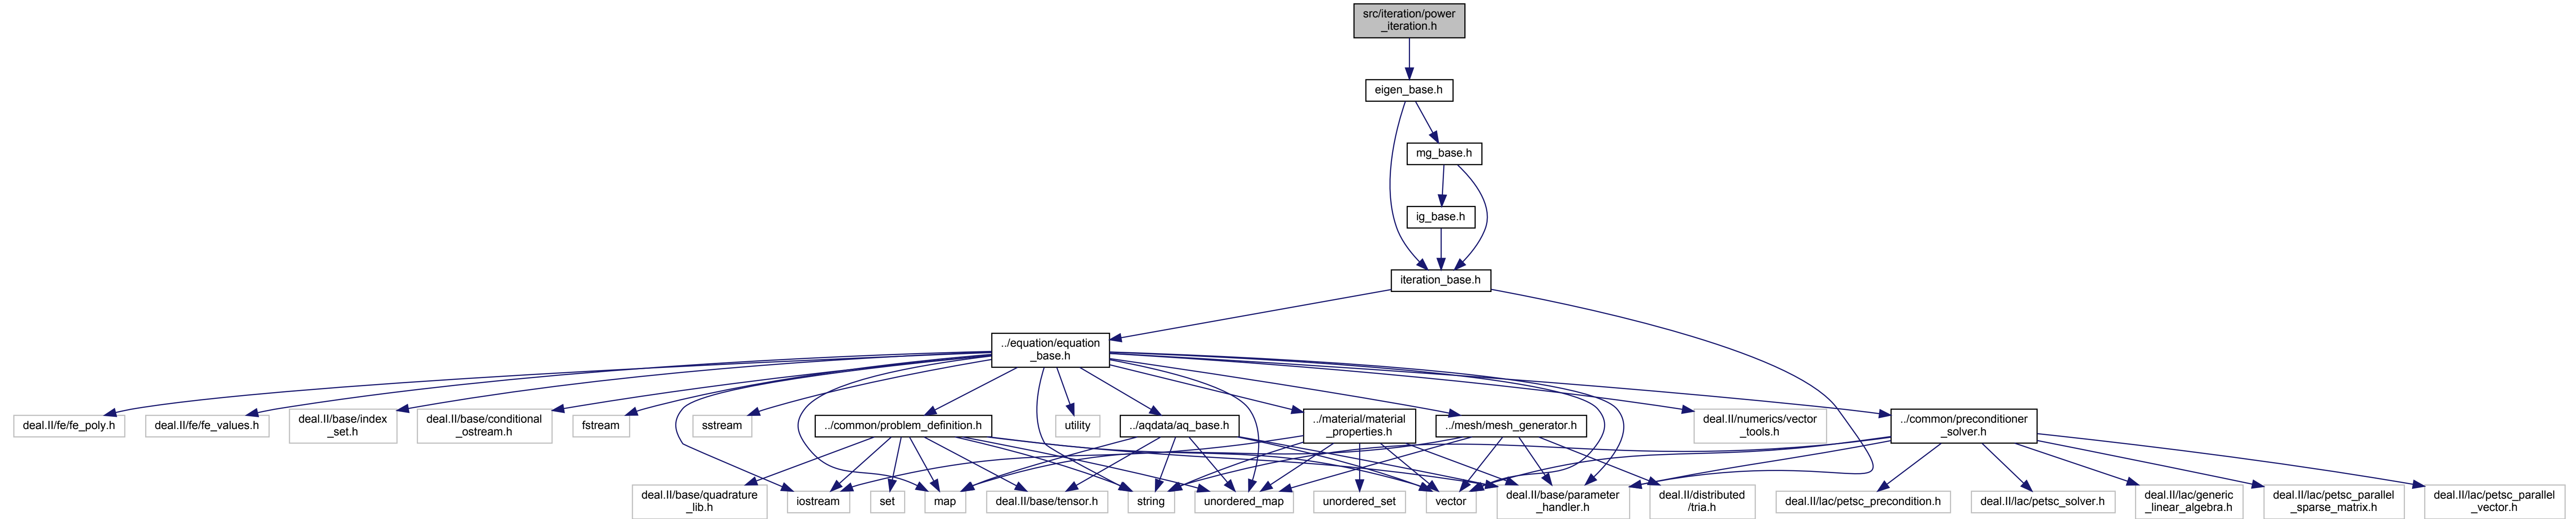 src/iteration/power
_iteration.h
eigen_base.h
mg_base.h
ig_base.h
iteration_base.h
../equation/equation
_base.h
deal.II/fe/fe_poly.h
deal.II/fe/fe_values.h
deal.II/base/index
_set.h
deal.II/base/conditional
_ostream.h
fstream
sstream
../common/problem_definition.h
utility
../aqdata/aq_base.h
../material/material
_properties.h
../mesh/mesh_generator.h
deal.II/numerics/vector
_tools.h
../common/preconditioner
_solver.h
deal.II/base/quadrature
_lib.h
iostream
set
map
deal.II/base/tensor.h
string
unordered_map
unordered_set
vector
deal.II/base/parameter
_handler.h
deal.II/distributed
/tria.h
deal.II/lac/petsc_precondition.h
deal.II/lac/petsc_solver.h
deal.II/lac/generic
_linear_algebra.h
deal.II/lac/petsc_parallel
_sparse_matrix.h
deal.II/lac/petsc_parallel
_vector.h